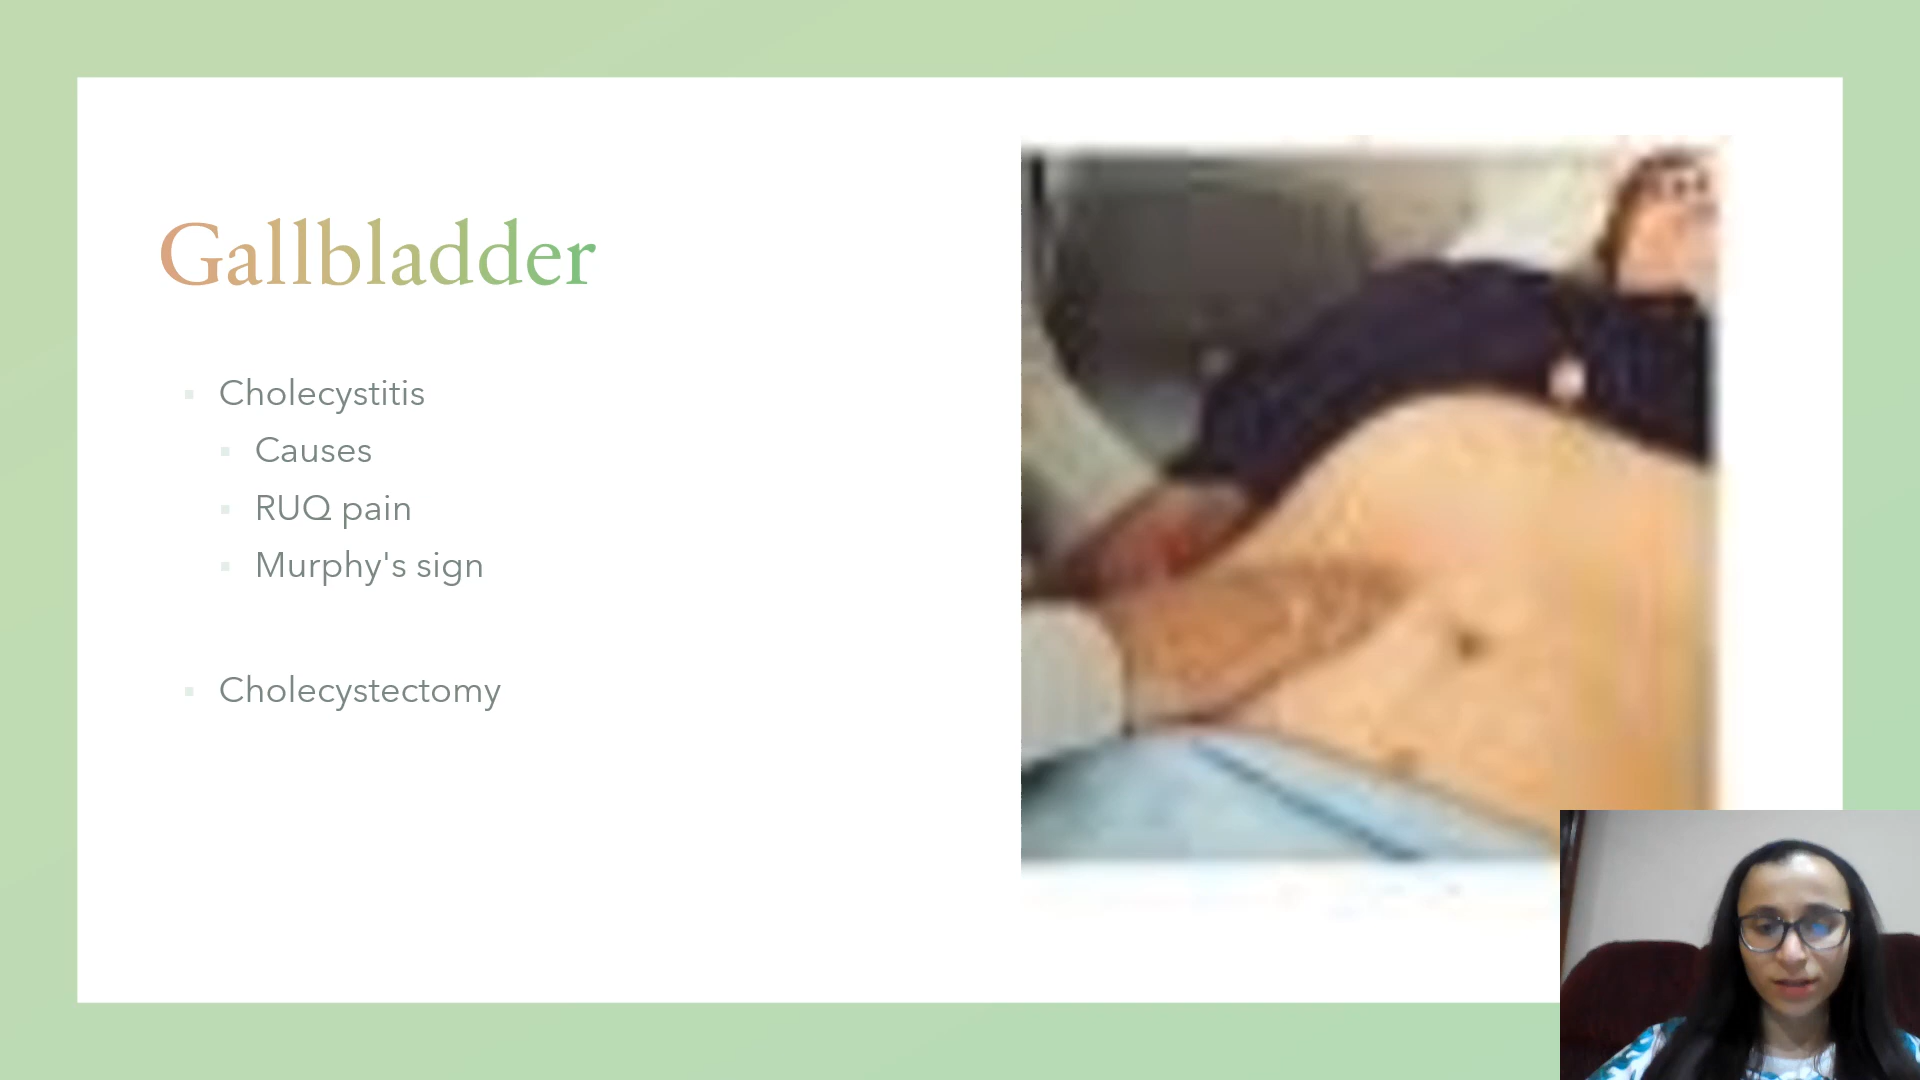 Gallbladder
Cholecystitis
Causes
RUQ pain
Murphy's sign
Cholecystectomy